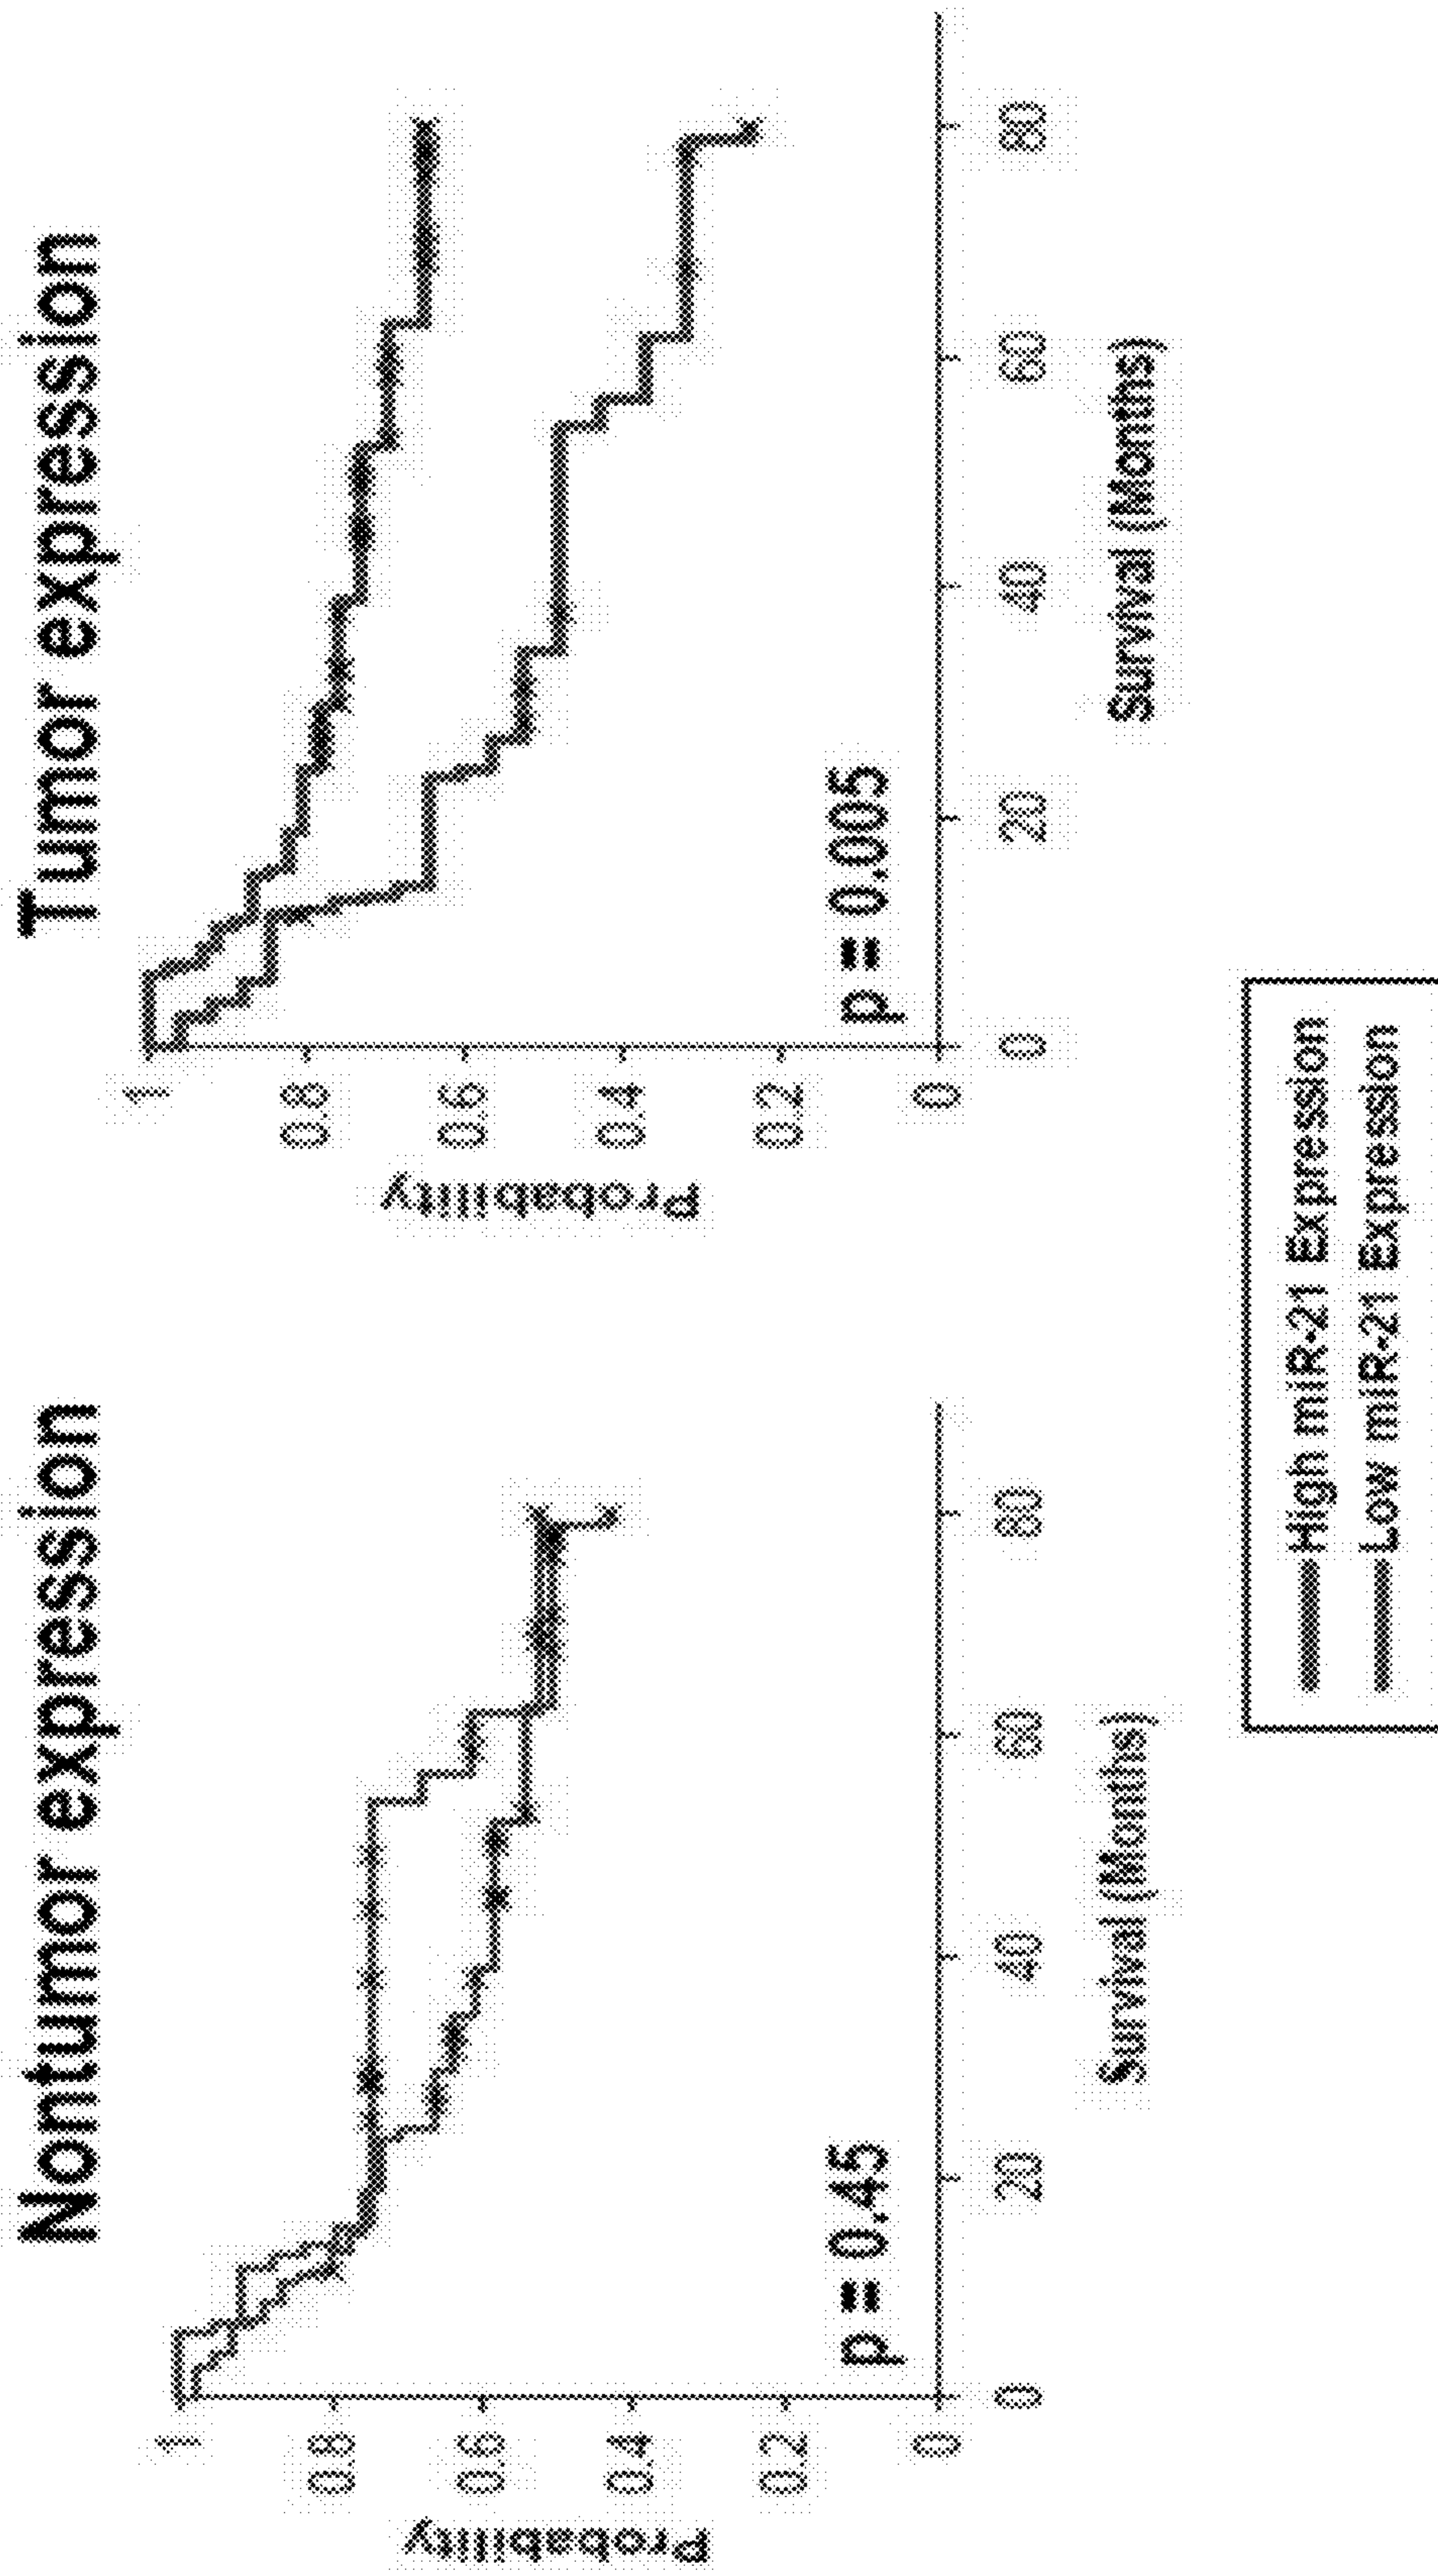 Nontumor expression
Probability
1
0.8
0.6
0.4
0.2
0
p = 0.45
0
20
40
60
80
Survival (Months)
Tumor expression
Probability
1
0.8
0.6
0.4
0.2
0
p = 0.005
0
20
40
60
80
Survival (Months)
High miR-21 Expression
Low miR-21 Expression